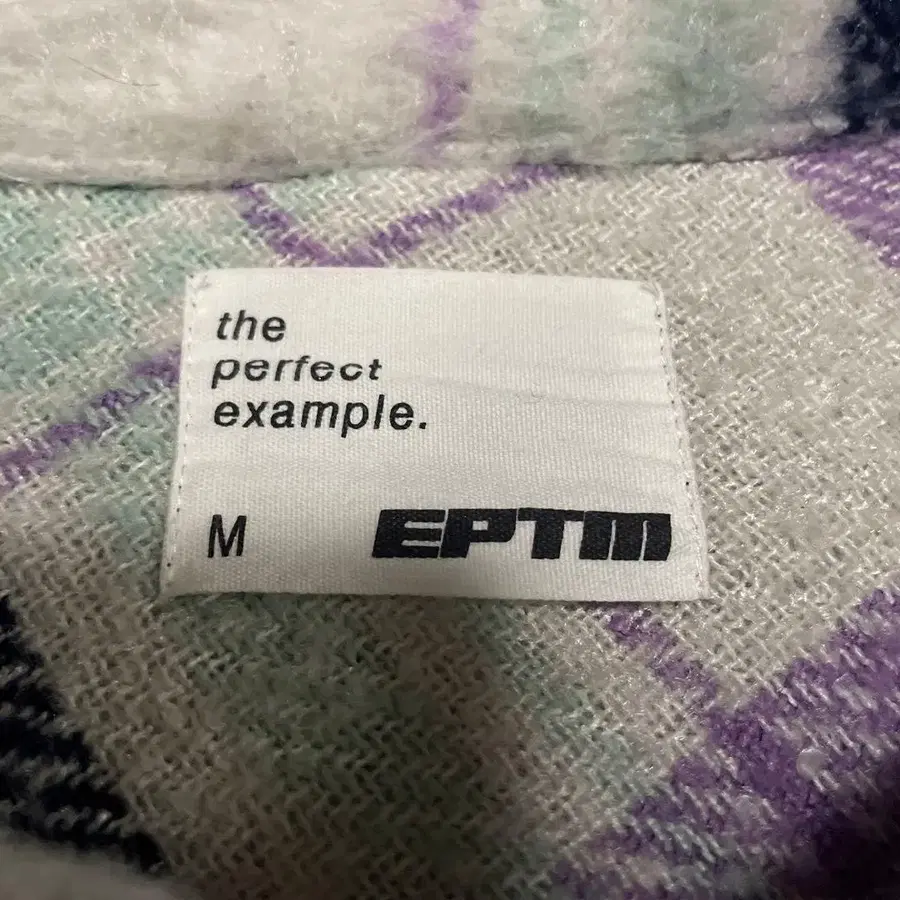 the
perfect
example.
M EPTM